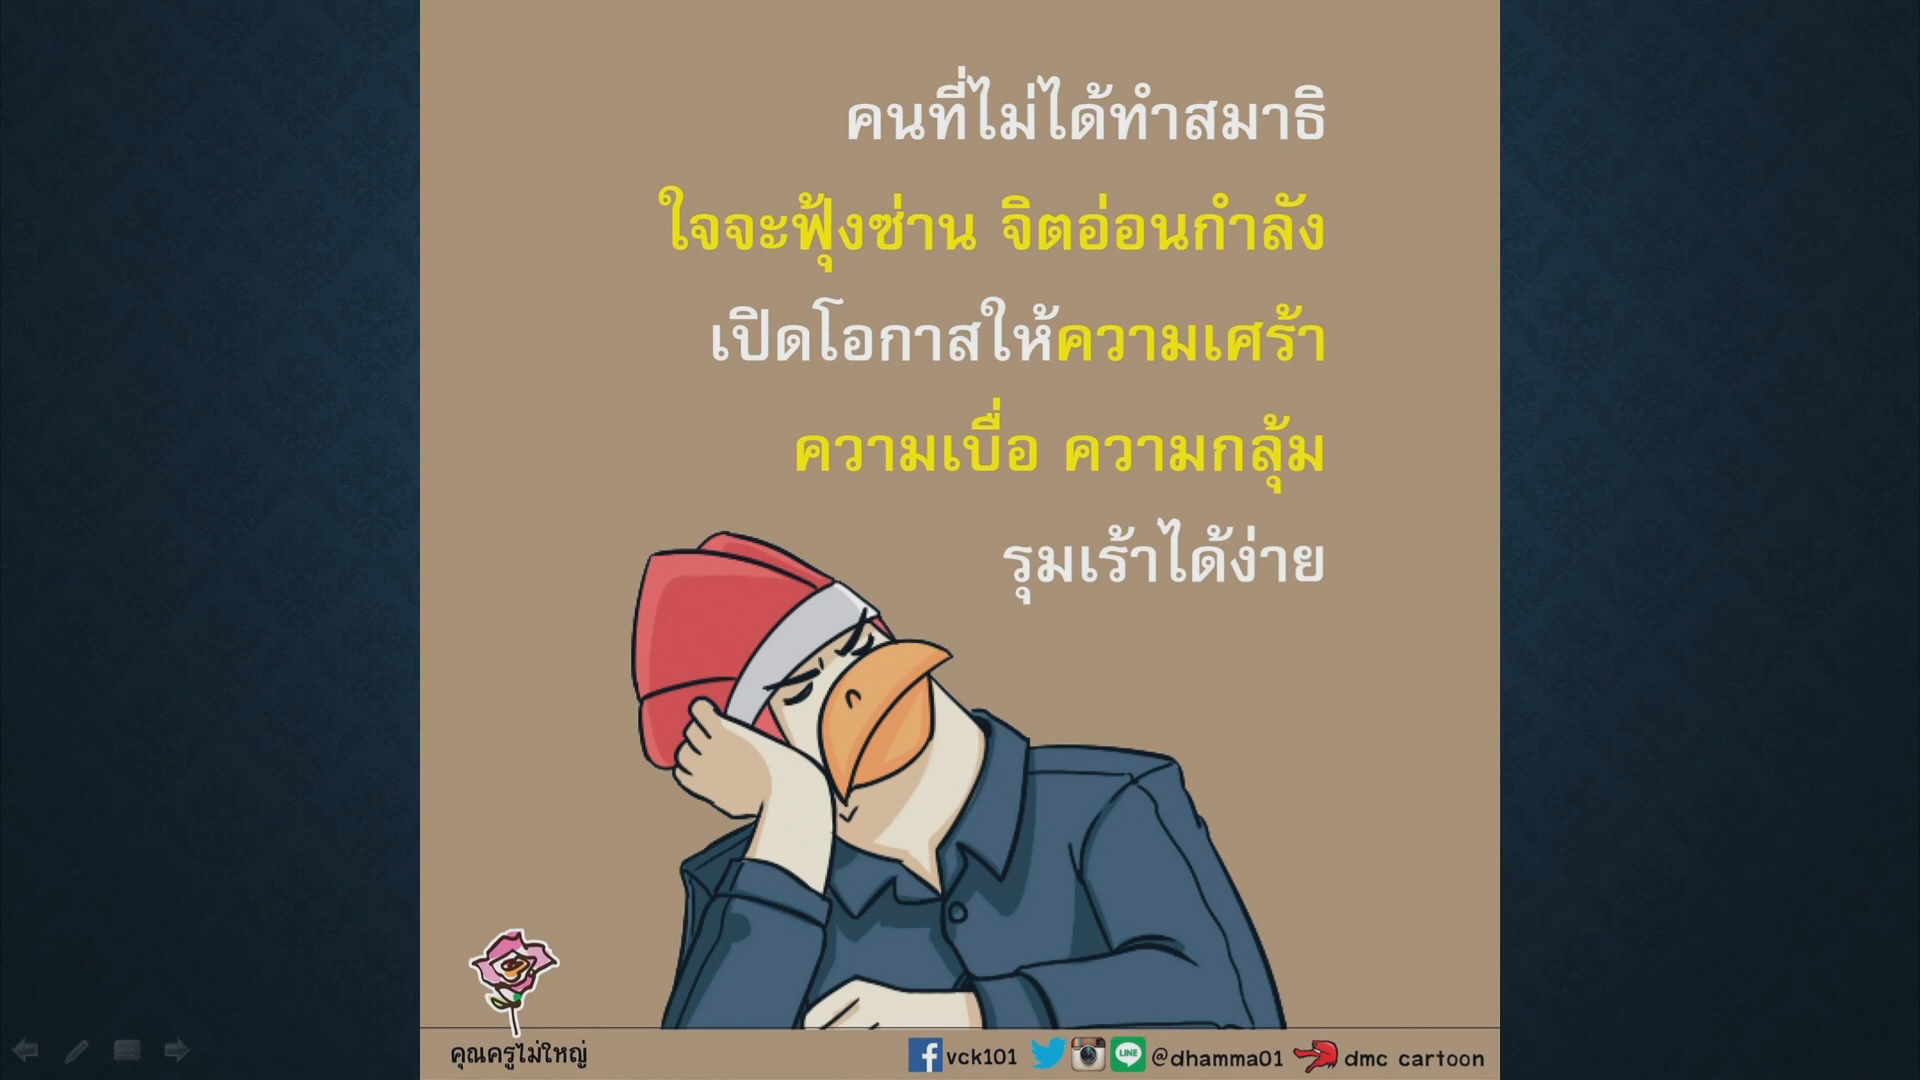 คนที่ไม่ได้ทำสมาธิ
ใจจะฟุ้งซ่าน จิตอ่อนกำลัง
เปิดโอกาสให้ความเศร้า
ความเบื่อ ความกลุ้ม
รุมเร้าได้ง่าย
คุณครูไม่ใหญ่
vck101 LINE @dhamma01 dmc cartoon